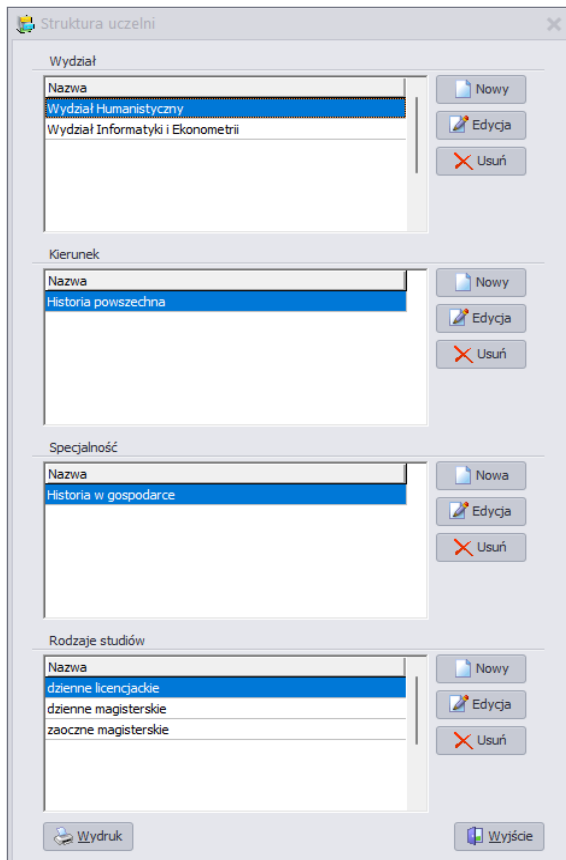 Struktura uczelni
Wydział
Nazwa
Wydział Humanistyczny
Wydział Informatyki i Ekonometrii
Nowy
Edycja
Usuń
Kierunek
Nazwa
Historia powszechna
Nowy
Edycja
Usuń
Specjalność
Nazwa
Historia w gospodarce
Nowa
Edycja
Usuń
Rodzaje studiów
Nazwa
dzienne licencjackie
dzienne magisterskie
zaoczne magisterskie
Nowy
Edycja
Usuń
Wydruk
Wyjście